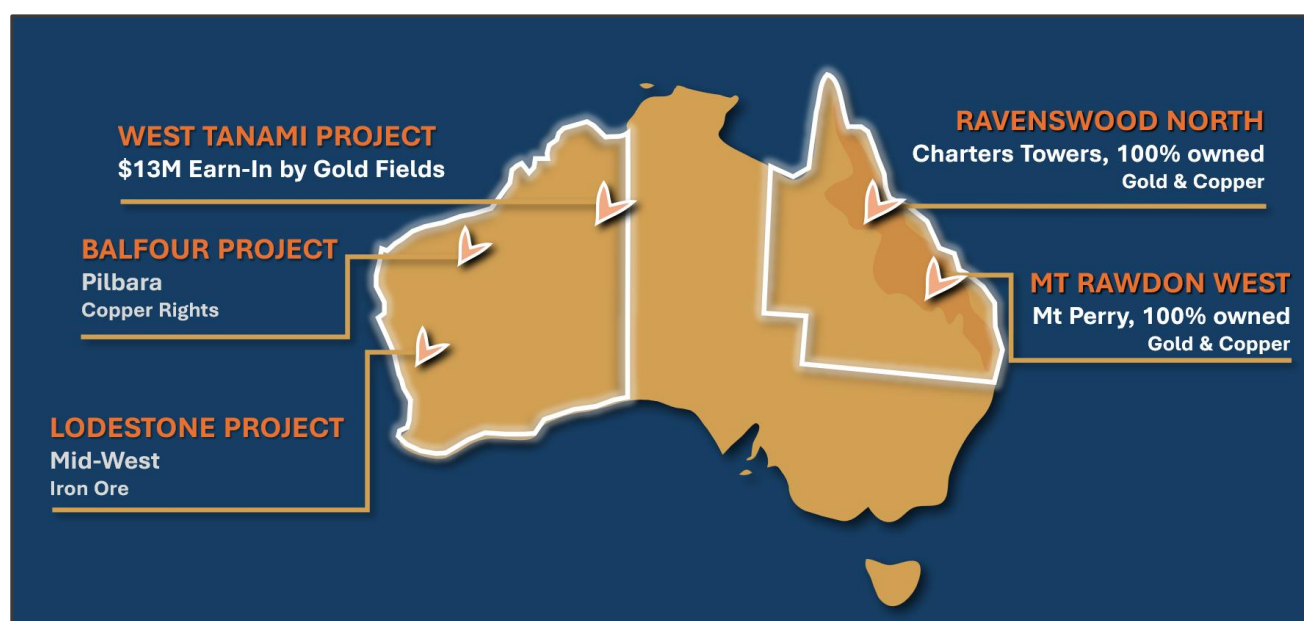 WEST TANAMI PROJECT
$13M Earn-In by Gold Fields
BALFOUR PROJECT
Pilbara
Copper Rights
LODESTONE PROJECT
Mid-West
Iron Ore
RAVENSWOOD NORTH
Charters Towers, 100% owned
Gold & Copper
MT RAWDON WEST
Mt Perry, 100% owned
Gold & Copper